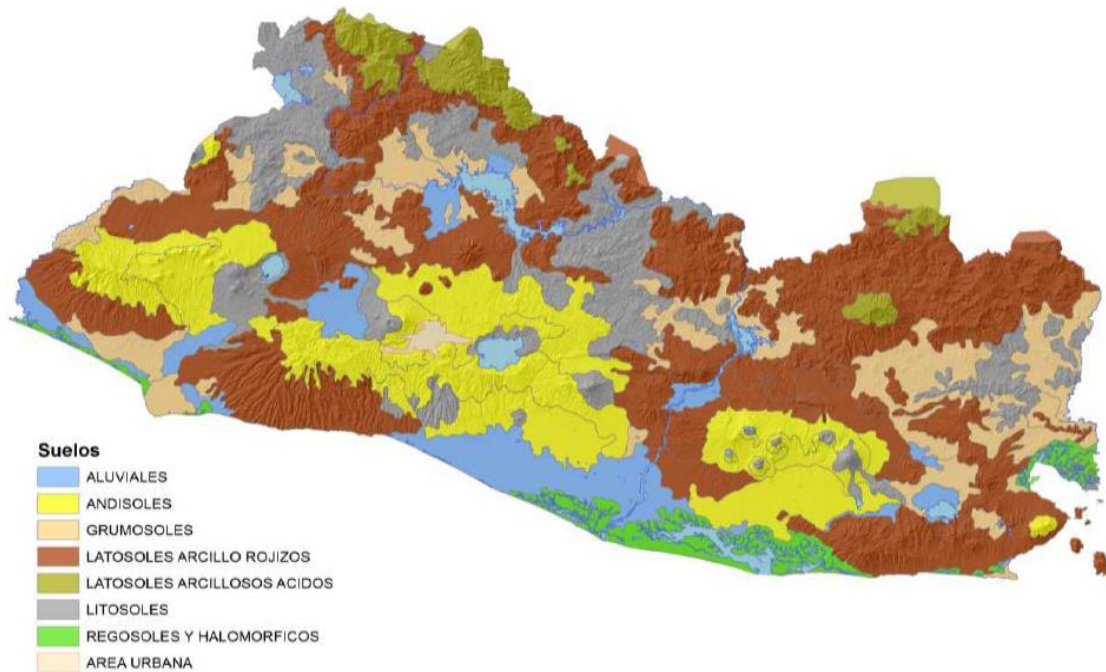 Suelos
ALUVIALES
ANDISOLES
GRUMOSOLES
LATOSOLES ARCILLO ROJIZOS
LATOSOLES ARCILLOSOS ACIDOS
LITOSOLES
REGOSOLES Y HALOMORFICOS
AREA URBANA